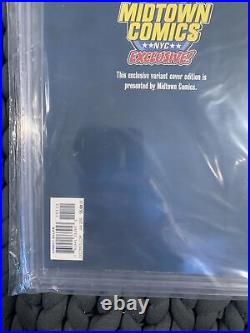 MIDTOWN
COMICS
NYC
EXCLUSIVE!
This exclusive variant cover edition is
presented by Midtown Comics.